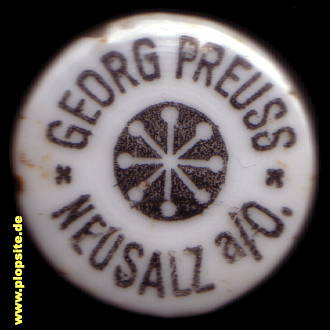 GEORG PREUSS
* NEUSALZ a/O. *
www.plopsite.de